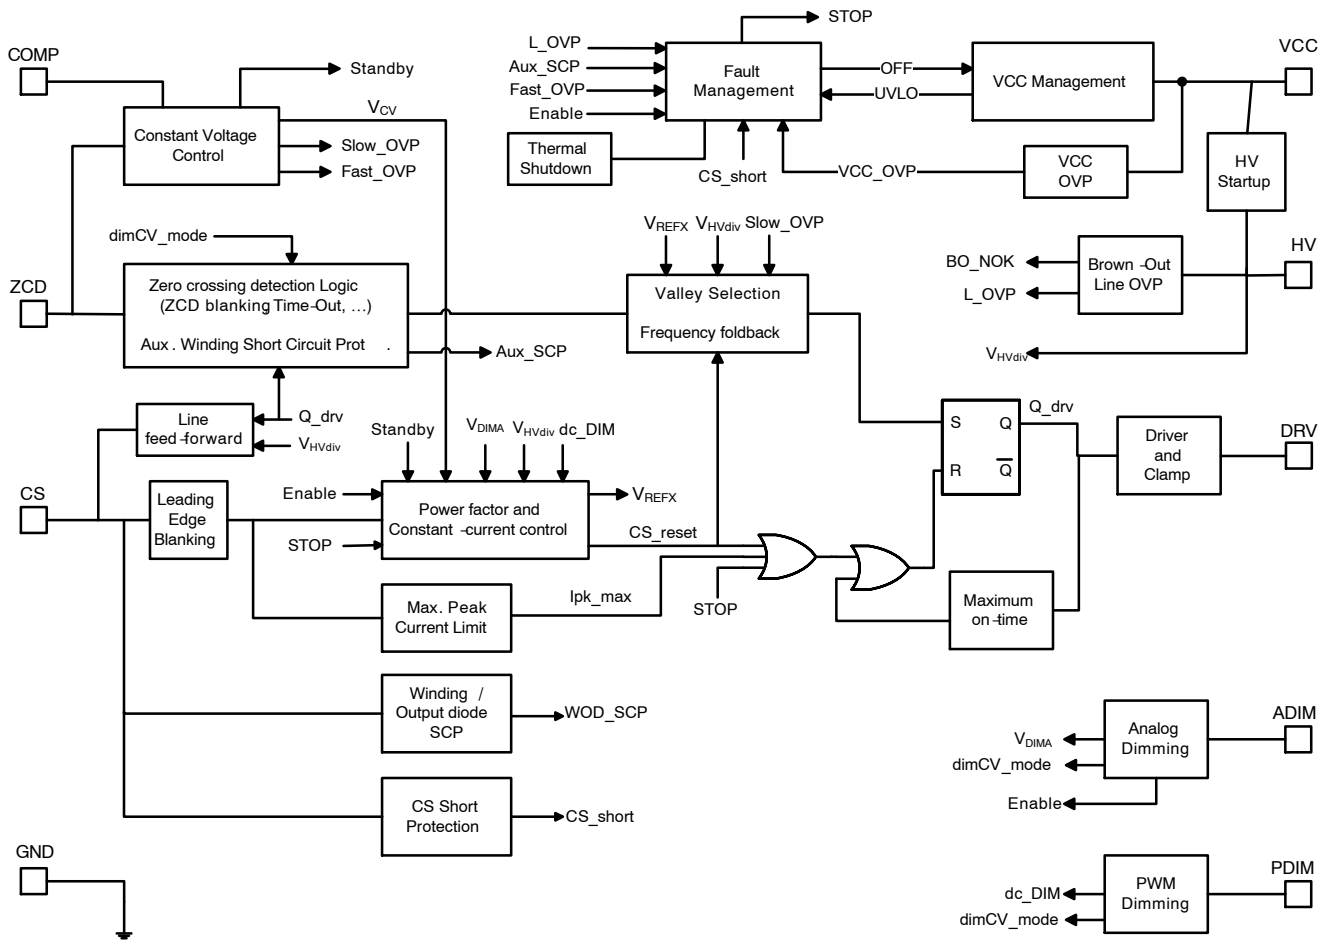 STOP
COMP
VCC
L_OVP
Aux_SCP
Fast_OVP
Enable
Fault
Management
OFF
UVLO
VCC Management
Standby
VCV
Constant Voltage
Control
Slow_OVP
Fast_OVP
Thermal
Shutdown
CS_short
VCC_OVP
VCC
OVP
HV
Startup
dimCV_mode
VREFX
VHVdiv
Slow_OVP
HV
BO_NOK
L_OVP
Brown -Out
Line OVP
ZCD
Zero crossing detection Logic
(ZCD blanking, Time-Out, ...)
Aux . Winding Short Circuit Prot .
Aux_SCP
Valley Selection
Frequency foldback
VHVdiv
Line
feed -forward
Q_drv
VHVdiv
Standby
VDIMA
VHVdiv
dc_DIM
S
Q
R
Q
Q_drv
Driver
and
Clamp
DRV
CS
Leading
Edge
Blanking
Enable
STOP
Power factor and
Constant -current control
VREFX
CS_reset
Max. Peak
Current Limit
Ipk_max
STOP
Maximum
on -time
Winding /
Output diode
SCP
WOD_SCP
ADIM
VDIMA
dimCV_mode
Enable
Analog
Dimming
CS Short
Protection
CS_short
GND
PDIM
dc_DIM
dimCV_mode
PWM
Dimming